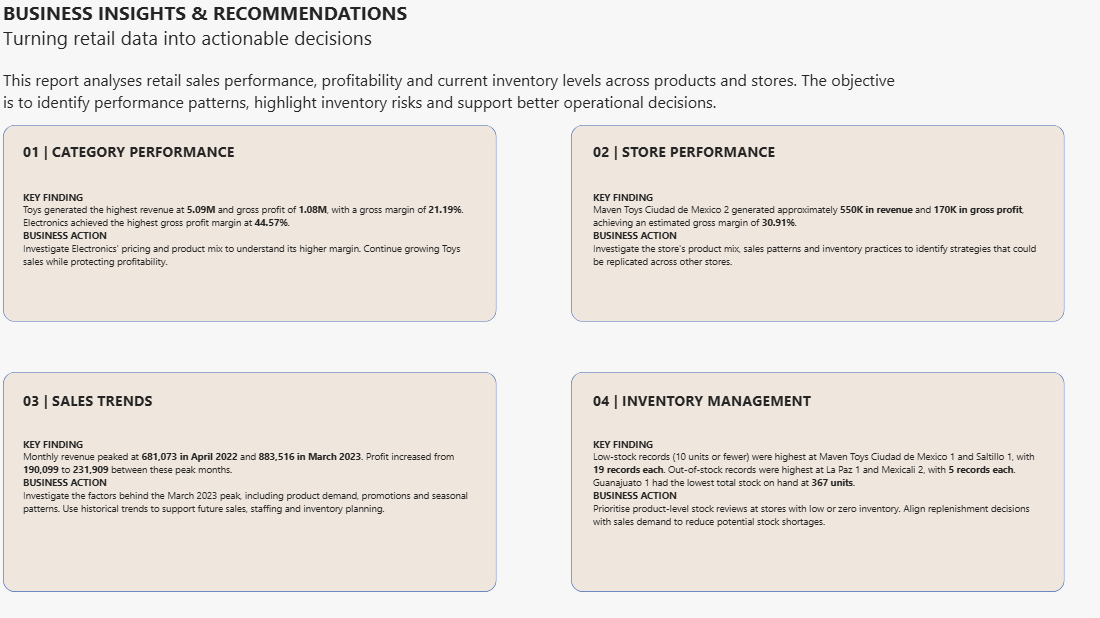 BUSINESS INSIGHTS & RECOMMENDATIONS
Turning retail data into actionable decisions
This report analyses retail sales performance, profitability and current inventory levels across products and stores. The objective
is to identify performance patterns, highlight inventory risks and support better operational decisions.
01 | CATEGORY PERFORMANCE
KEY FINDING
Toys generated the highest revenue at 5.09M and gross profit of 1.08M, with a gross margin of 21.19%.
Electronics achieved the highest gross profit margin at 44.57%.
BUSINESS ACTION
Investigate Electronics' pricing and product mix to understand its higher margin. Continue growing Toys
sales while protecting profitability.
02 | STORE PERFORMANCE
KEY FINDING
Maven Toys Ciudad de Mexico 2 generated approximately 550K in revenue and 170K in gross profit,
achieving an estimated gross margin of 30.91%.
BUSINESS ACTION
Investigate the store's product mix, sales patterns and inventory practices to identify strategies that could
be replicated across other stores.
03 | SALES TRENDS
KEY FINDING
Monthly revenue peaked at 681,073 in April 2022 and 883,516 in March 2023. Profit increased from
190,099 to 231,909 between these peak months.
BUSINESS ACTION
Investigate the factors behind the March 2023 peak, including product demand, promotions and seasonal
patterns. Use historical trends to support future sales, staffing and inventory planning.
04 | INVENTORY MANAGEMENT
KEY FINDING
Low-stock records (10 units or fewer) were highest at Maven Toys Ciudad de Mexico 1 and Saltillo 1, with
19 records each. Out-of-stock records were highest at La Paz 1 and Mexicali 2, with 5 records each.
Guanajuato 1 had the lowest total stock on hand at 367 units.
BUSINESS ACTION
Prioritise product-level stock reviews at stores with low or zero inventory. Align replenishment decisions
with sales demand to reduce potential stock shortages.